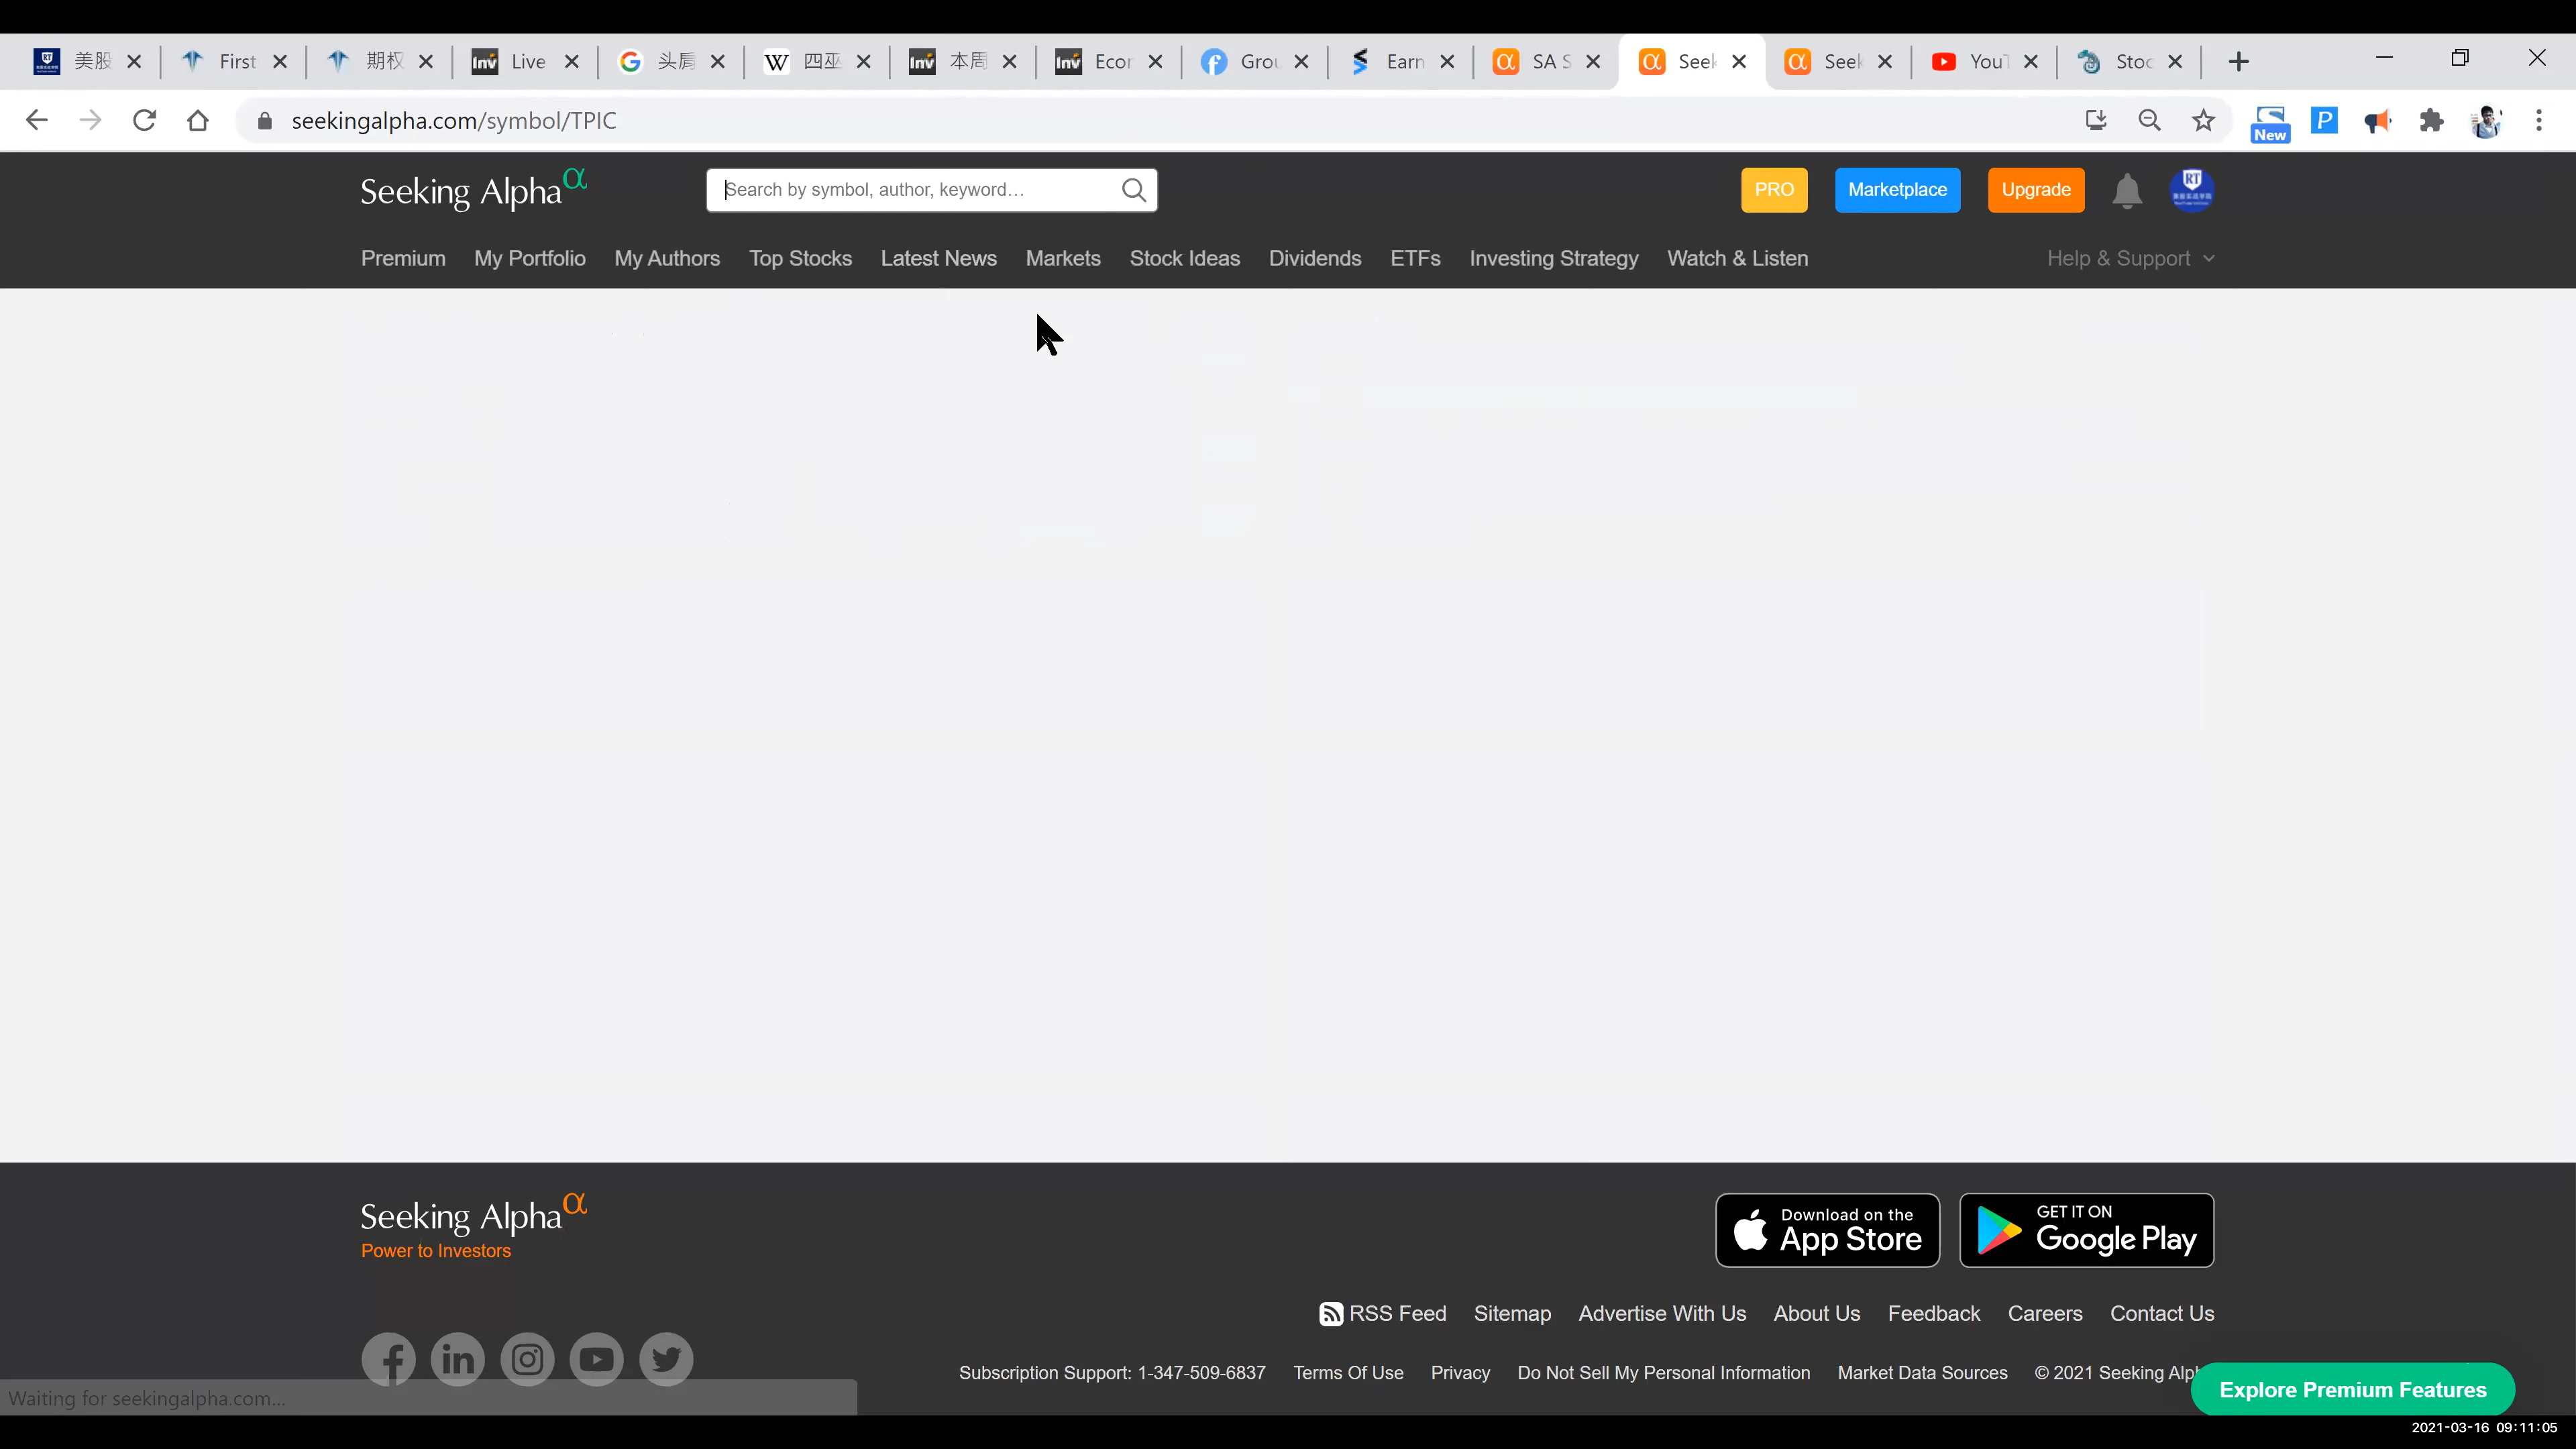 美股
First
期权
Inv Live
头肩
W 四巫
Inv 本周
Inv Ecor
Grou
Earn
SA S
Seek
Seek
YouT
Stoc
seekingalpha.com/symbol/TPIC
New
P
Seeking Alpha α
Search by symbol, author, keyword...
PRO
Marketplace
Upgrade
RT
Premium
My Portfolio
My Authors
Top Stocks
Latest News
Markets
Stock Ideas
Dividends
ETFs
Investing Strategy
Watch & Listen
Help & Support
Seeking Alpha α
Power to Investors
Download on the
App Store
GET IT ON
Google Play
RSS Feed
Sitemap
Advertise With Us
About Us
Feedback
Careers
Contact Us
Subscription Support: 1-347-509-6837
Terms Of Use
Privacy
Do Not Sell My Personal Information
Market Data Sources
© 2021 Seeking Alp
Explore Premium Features
Waiting for seekingalpha.com...
2021-03-16 09:11:05